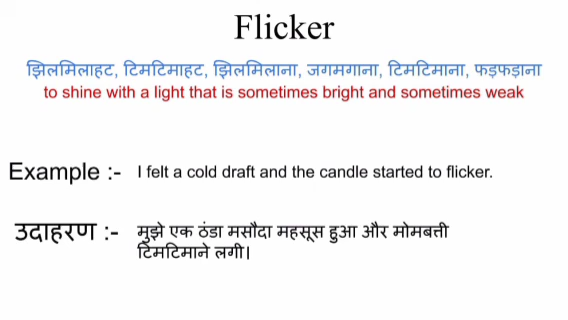 Flicker
झिलमिलाहट, टिमटिमाहट, झिलमिलाना, जगमगाना, टिमटिमाना, फड़फड़ाना
to shine with a light that is sometimes bright and sometimes weak
Example :- I felt a cold draft and the candle started to flicker.
उदाहरण :- मुझे एक ठंडा मसौदा महसूस हुआ और मोमबत्ती
टिमटिमाने लगी।